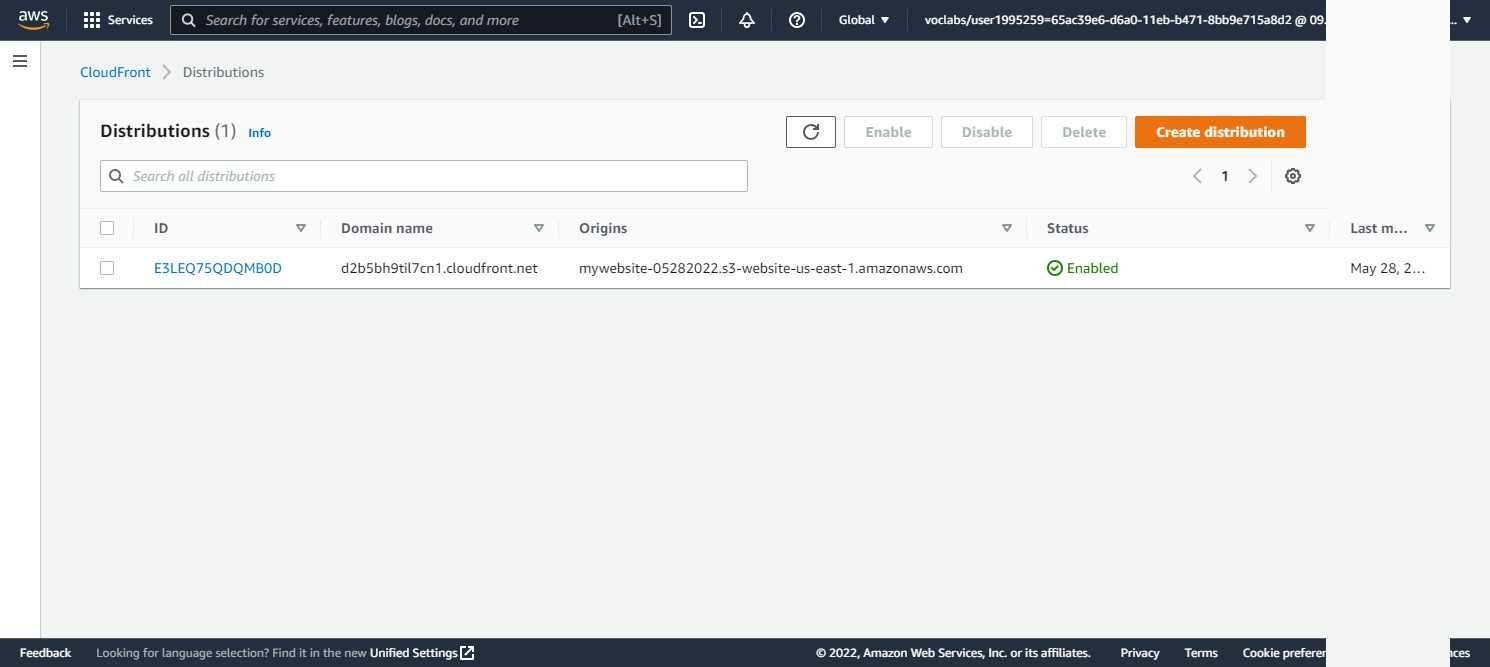 aws Services Search for services, features, blogs, docs, and more [Alt+S] Global voclabs/user1995259=65ac39e6-d6a0-11eb-b471-8bb9e715a8d2 @ 09. ..
CloudFront Distributions
Distributions (1) Info Enable Disable Delete Create distribution
Search all distributions 1
ID Domain name Origins Status Last m...
E3LEQ75QDQMB0D d2b5bh9til7cn1.cloudfront.net mywebsite-05282022.s3-website-us-east-1.amazonaws.com Enabled May 28, 2...
Feedback Looking for language selection? Find it in the new Unified Settings © 2022, Amazon Web Services, Inc. or its affiliates. Privacy Terms Cookie preferences